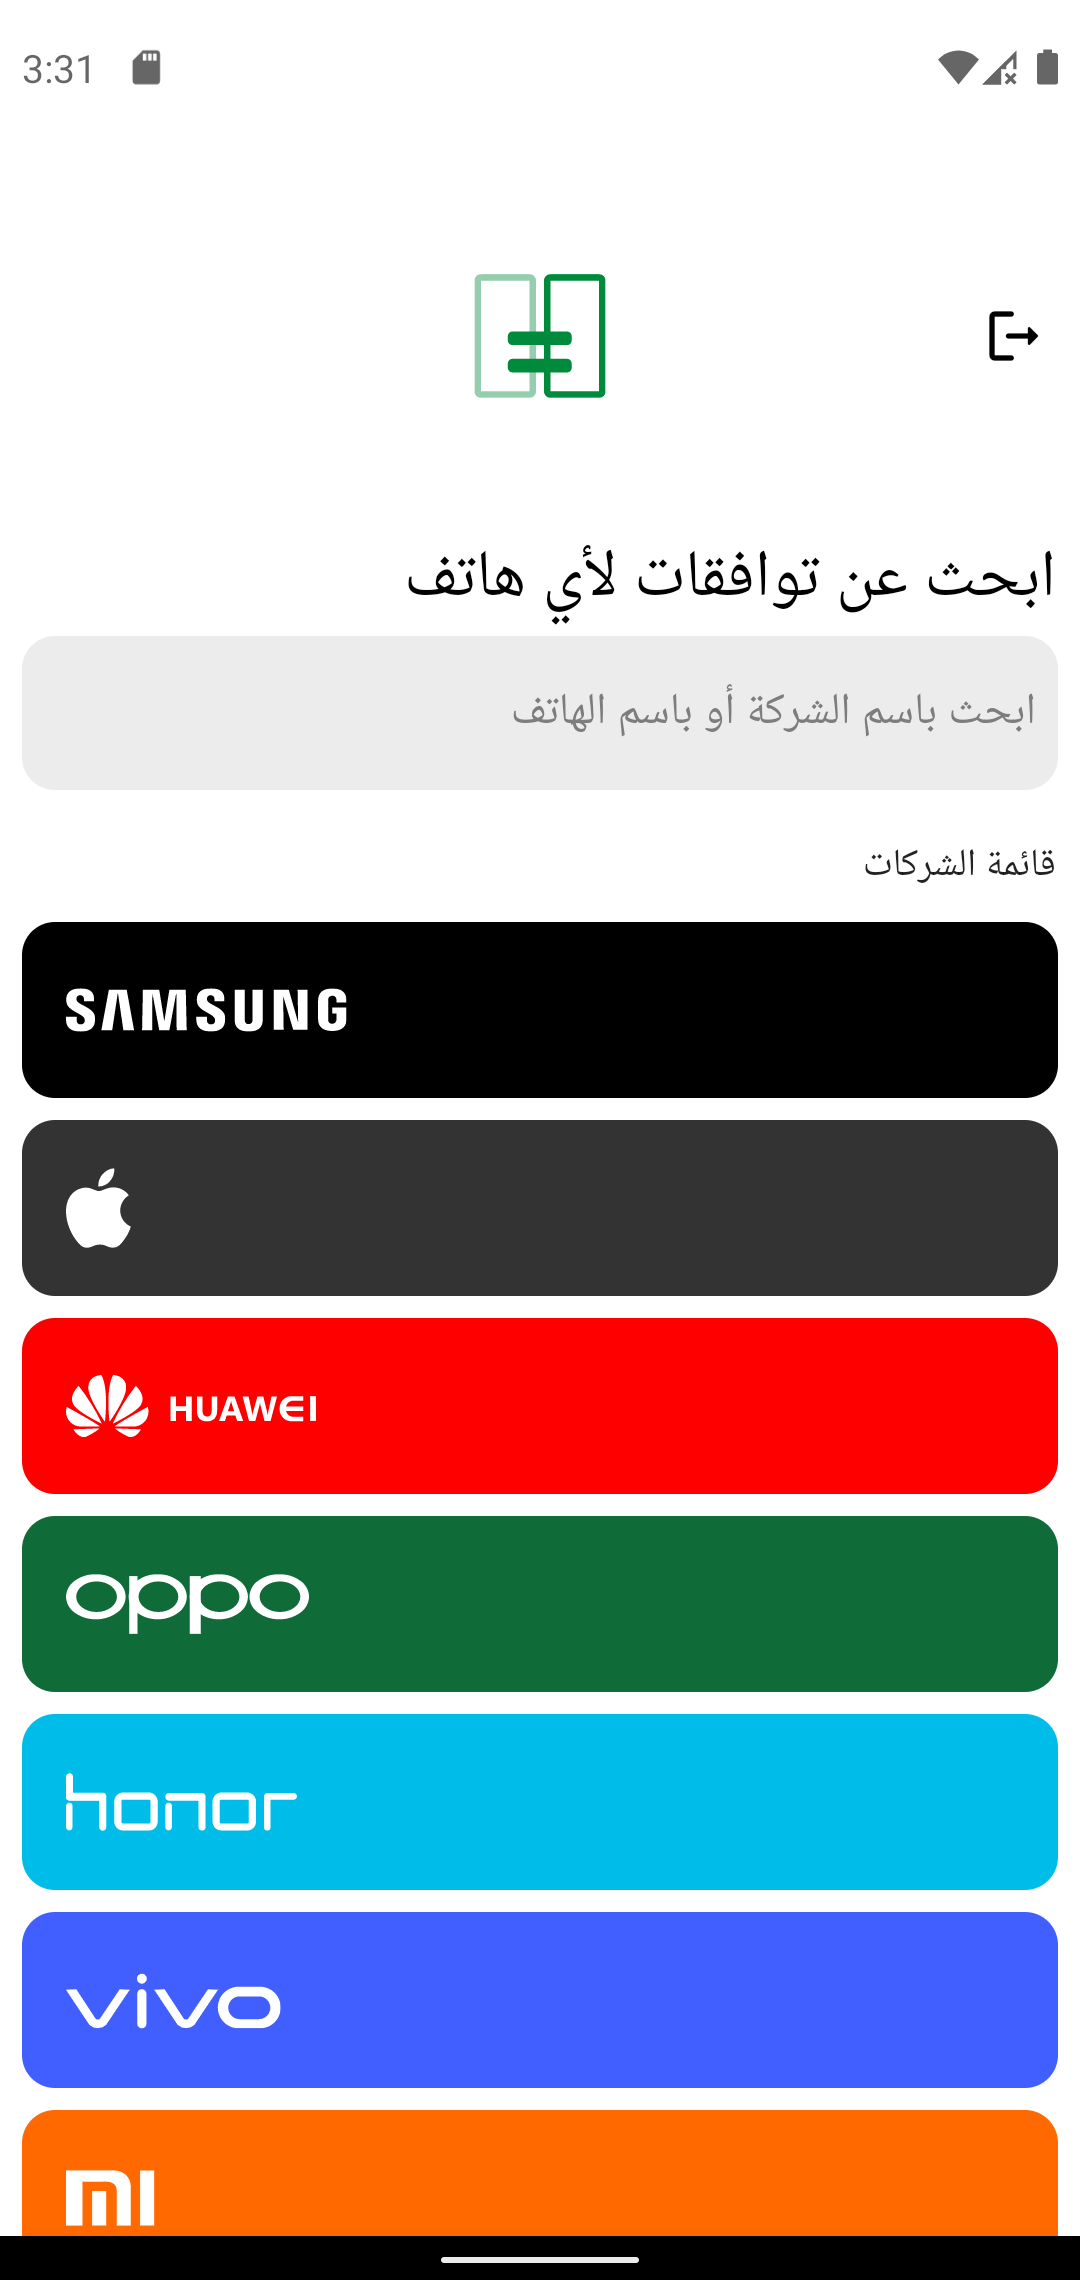 3:31
ابحث عن توافقات لأي هاتف
ابحث باسم الشركة أو باسم الهاتف
قائمة الشركات
SAMSUNG
HUAWEI
oppo
honor
vivo
MI